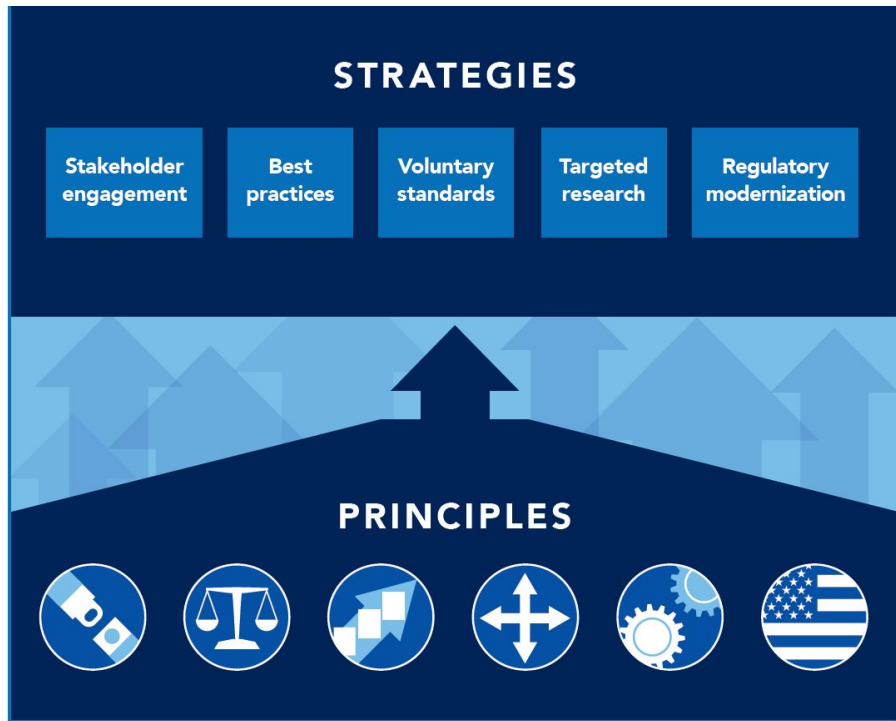 STRATEGIES
Stakeholder
engagement
Best
practices
Voluntary
standards
Targeted
research
Regulatory
modernization
PRINCIPLES